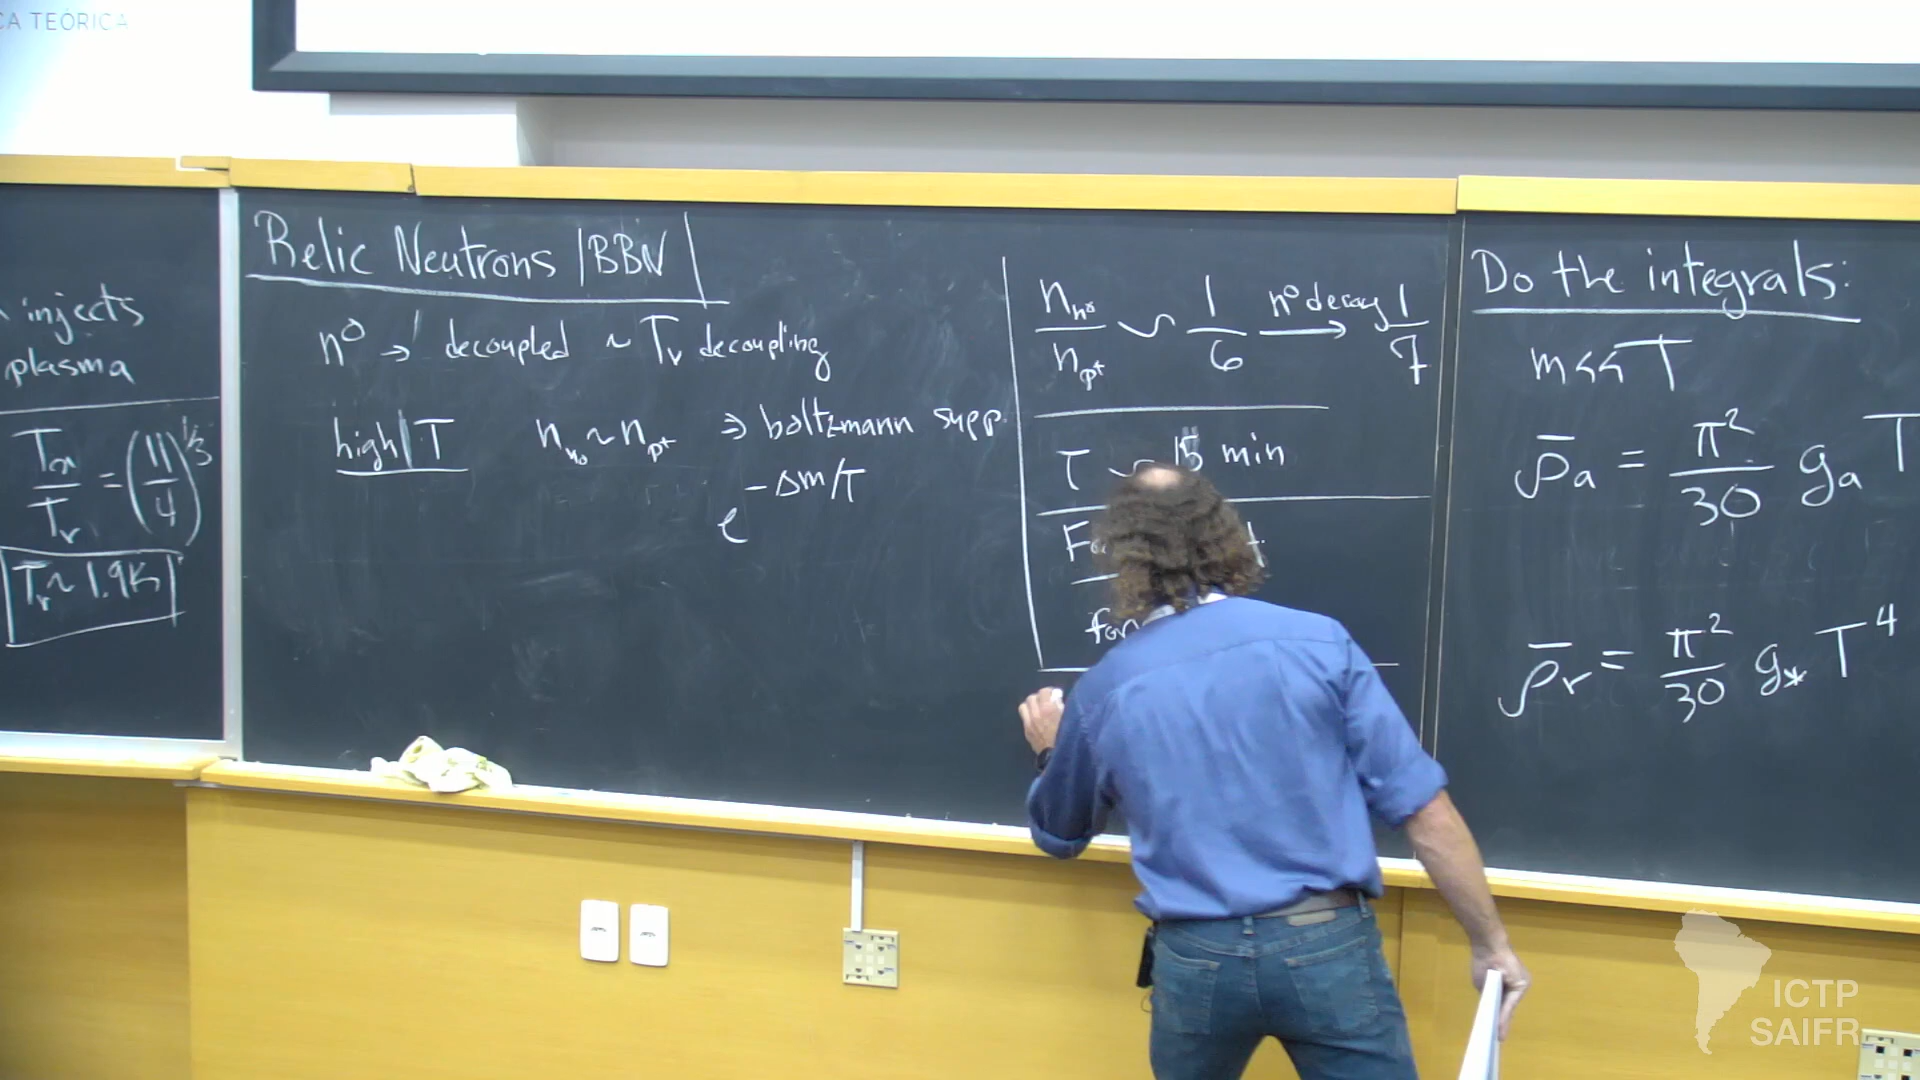 CA TEÓRICA
injects
plasma
Tγ/Tν = (11/4)^1/3
Tν ~ 1.9K
Relic Neutrons | BBN |
n⁰ → decoupled ~ Tν decoupling
high T n_n⁰ ~ n_p⁺ ⇒ boltzmann supp.
e^-Δm/T
n_n⁰/n_p⁺ ~ 1/6 n⁰ decay → 1/7
τ ~ 15 min
Do the integrals:
m << T
ρ̄a = π²/30 ga T
ρ̄r = π²/30 g* T⁴
ICTP
SAIFR